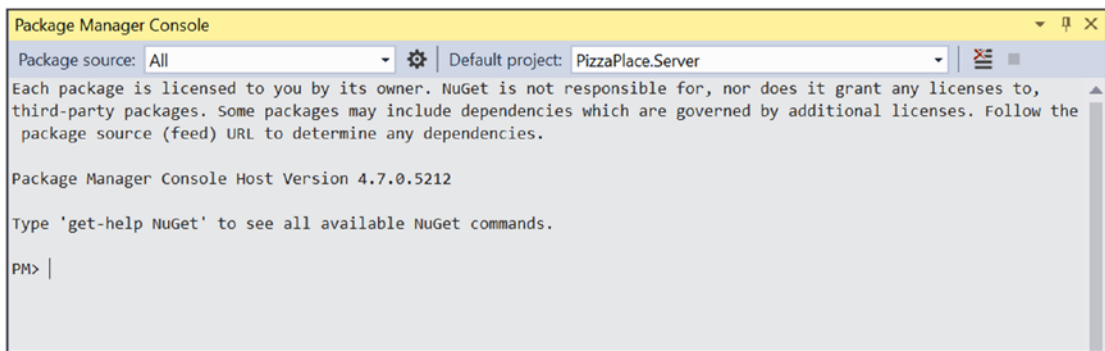 Package Manager Console
Package source: All Default project: PizzaPlace.Server
Each package is licensed to you by its owner. NuGet is not responsible for, nor does it grant any licenses to,
third-party packages. Some packages may include dependencies which are governed by additional licenses. Follow the
package source (feed) URL to determine any dependencies.
Package Manager Console Host Version 4.7.0.5212
Type 'get-help NuGet' to see all available NuGet commands.
PM>